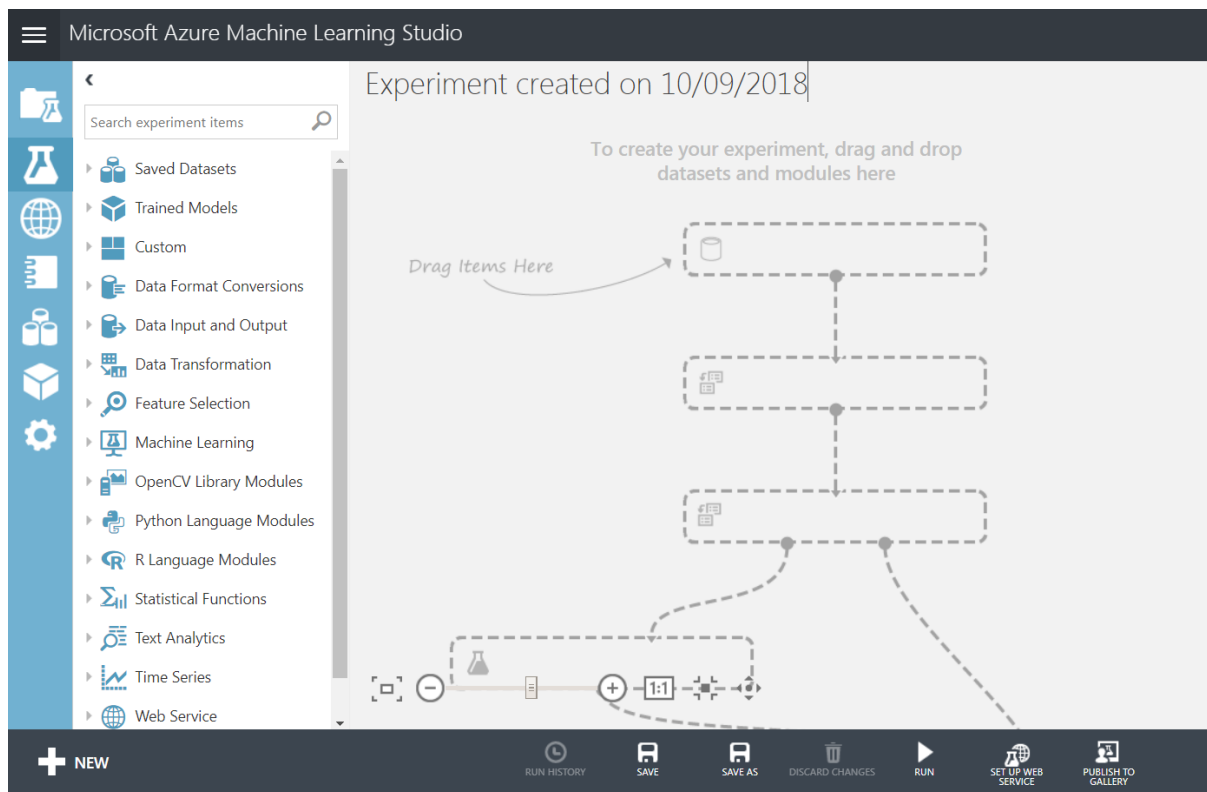 Microsoft Azure Machine Learning Studio
Experiment created on 10/09/2018
Search experiment items
To create your experiment, drag and drop
datasets and modules here
Drag Items Here
Saved Datasets
Trained Models
Custom
Data Format Conversions
Data Input and Output
Data Transformation
Feature Selection
Machine Learning
OpenCV Library Modules
Python Language Modules
R Language Modules
Statistical Functions
Text Analytics
Time Series
Web Service
1:1
NEW
RUN HISTORY
SAVE
SAVE AS
DISCARD CHANGES
RUN
SET UP WEB
SERVICE
PUBLISH TO
GALLERY